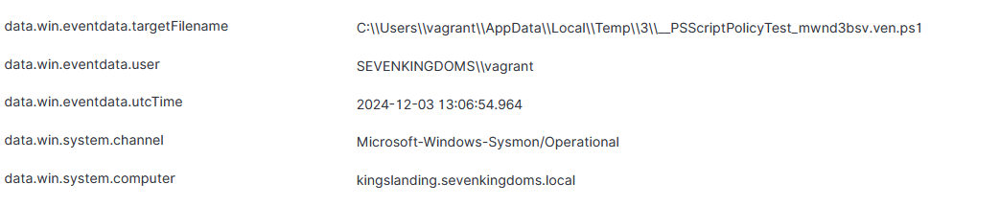 data.win.eventdata.targetFilename C:\\Users\\vagrant\\AppData\\Local\\Temp\\3\\__PSScriptPolicyTest_mwnd3bsv.ven.ps1
data.win.eventdata.user SEVENKINGDOMS\\vagrant
data.win.eventdata.utcTime 2024-12-03 13:06:54.964
data.win.system.channel Microsoft-Windows-Sysmon/Operational
data.win.system.computer kingslanding.sevenkingdoms.local